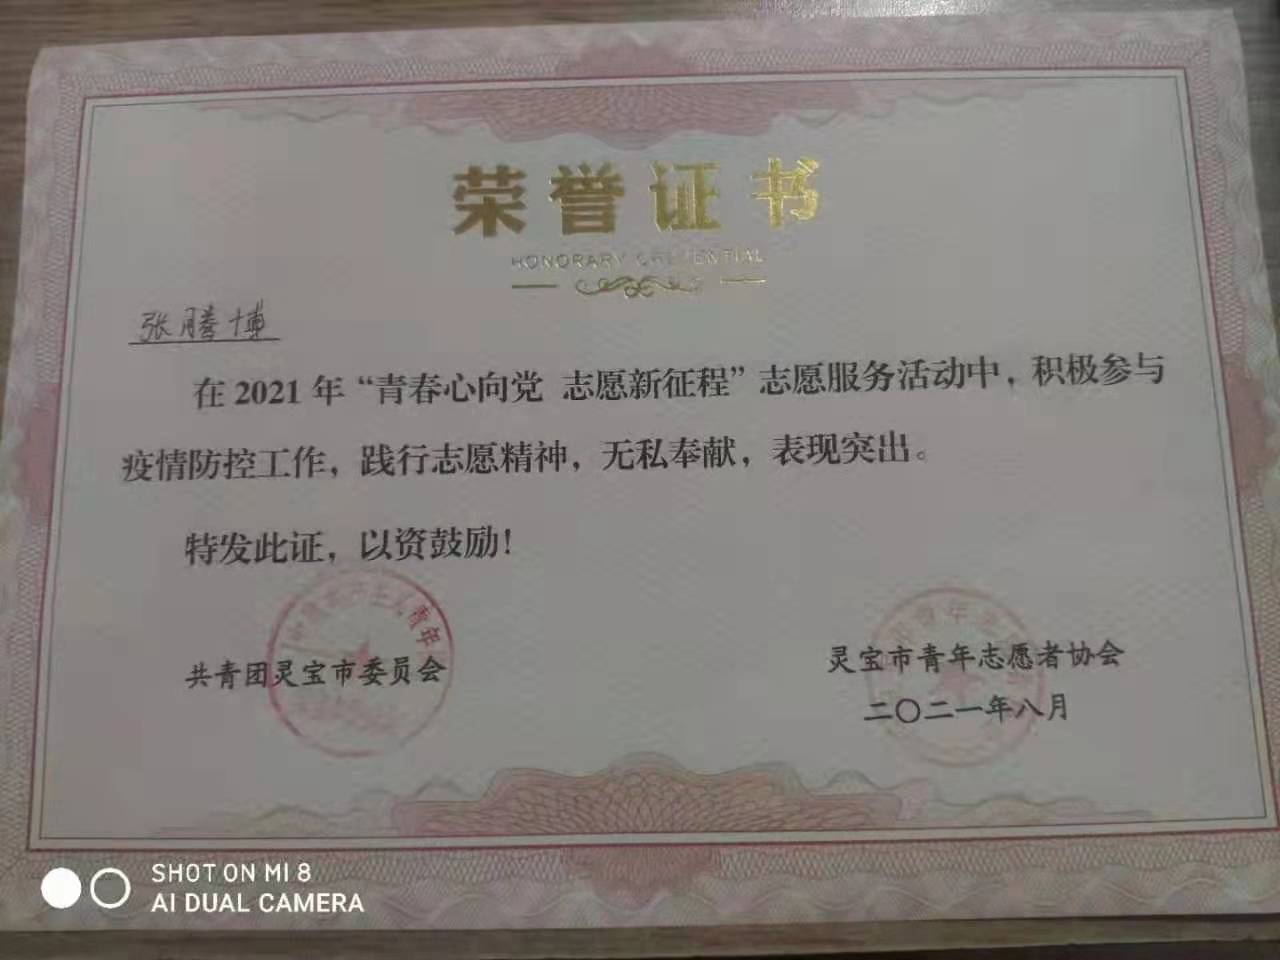 荣誉证书
HONORARY CREDENTIAL
张腾博
在2021年“青春心向党 志愿新征程”志愿服务活动中，积极参与
疫情防控工作，践行志愿精神，无私奉献，表现突出。
特发此证，以资鼓励！
共青团灵宝市委员会
灵宝市青年志愿者协会
二〇二一年八月
SHOT ON MI 8
AI DUAL CAMERA